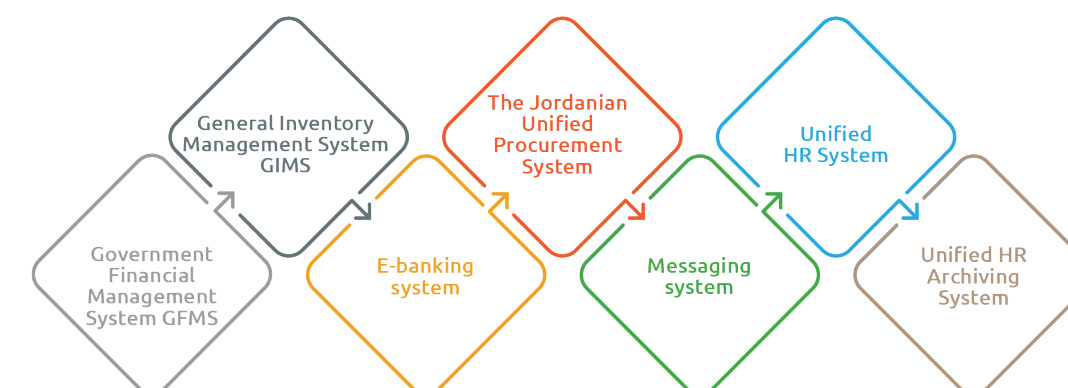 General Inventory
Management System
GIMS
The Jordanian
Unified
Procurement
System
Unified
HR System
Government
Financial
Management
System GFMS
E-banking
system
Messaging
system
Unified HR
Archiving
System